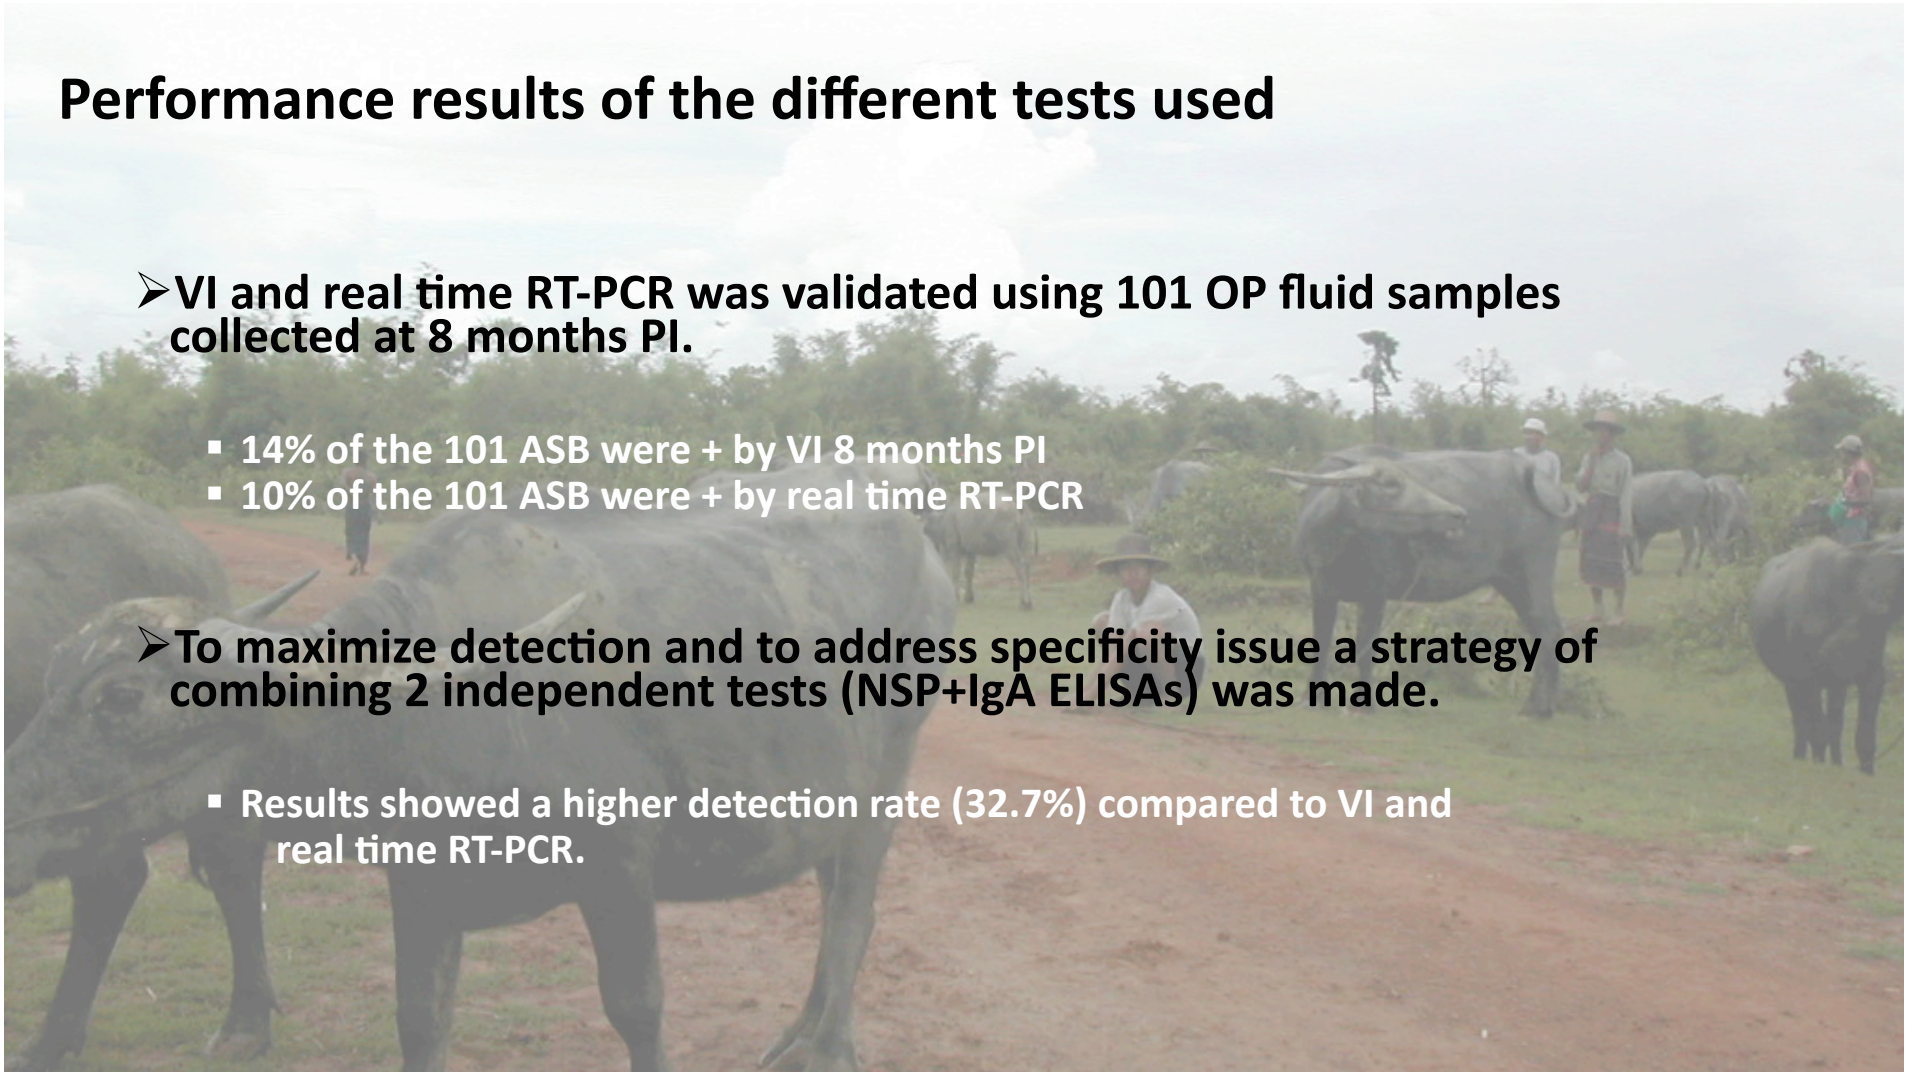 Performance results of the different tests used
➢VI and real time RT-PCR was validated using 101 OP fluid samples
collected at 8 months PI.
▪ 14% of the 101 ASB were + by VI 8 months PI
▪ 10% of the 101 ASB were + by real time RT-PCR
➢To maximize detection and to address specificity issue a strategy of
combining 2 independent tests (NSP+IgA ELISAs) was made.
▪ Results showed a higher detection rate (32.7%) compared to VI and
real time RT-PCR.